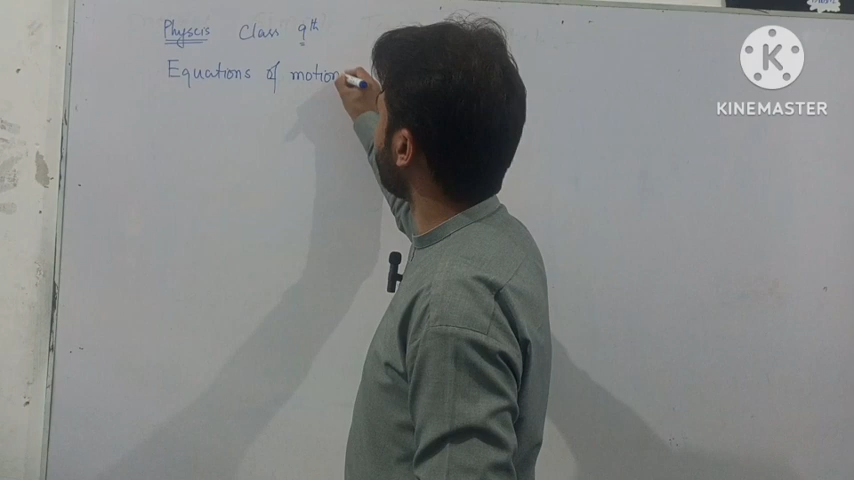 Physcis Class 9th
Equations of motion
K
KINEMASTER